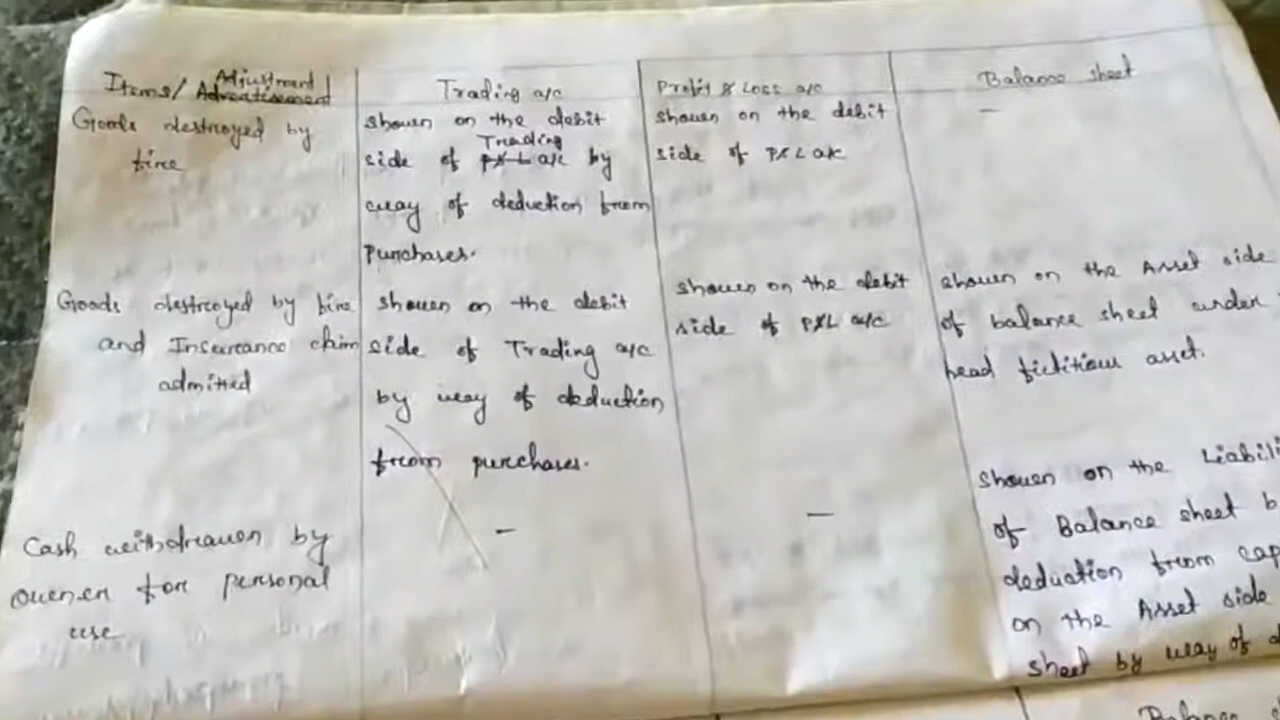 Items/ Adjustment
Trading a/c
Profit & Loss a/c
Balance sheet
Goods destroyed by
fire
shown on the debit
side of Trading a/c by
way of deduction from
purchases.
shown on the debit
side of P&L a/c
—
Goods destroyed by fire
and Insurance claim
admitted
shown on the debit
side of Trading a/c
by way of deduction
from purchases.
shown on the debit
side of P&L a/c
shown on the Asset side
of balance sheet under
head fictitious asset.
Cash withdrawn by
owner for personal
use
—
—
Shown on the Liabili
of Balance sheet b
deduction from cap
on the Asset side
sheet by way of d
Balance